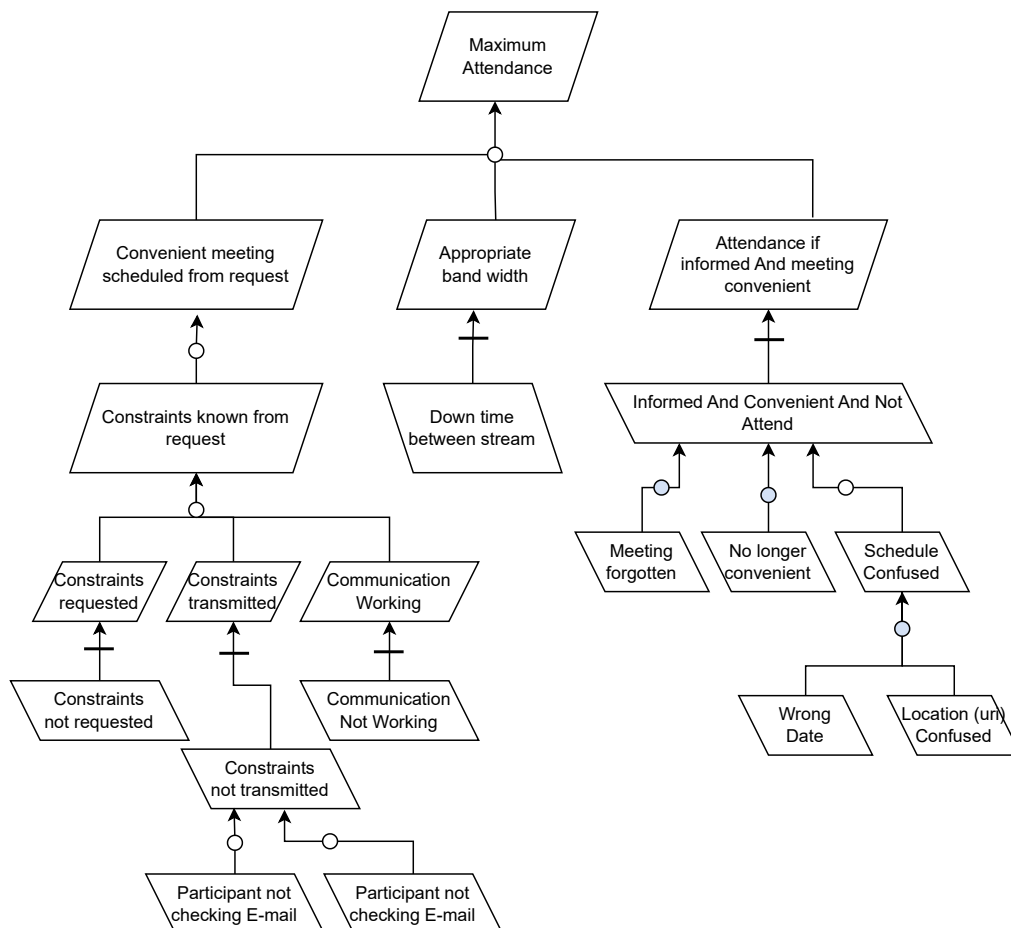 Maximum
Attendance
Convenient meeting
scheduled from request
Appropriate
band width
Attendance if
informed And meeting
convenient
Constraints known from
request
Down time
between stream
Informed And Convenient And Not
Attend
Constraints
requested
Constraints
transmitted
Communication
Working
Meeting
forgotten
No longer
convenient
Schedule
Confused
Constraints
not requested
Communication
Not Working
Wrong
Date
Location (uri)
Confused
Constraints
not transmitted
Participant not
checking E-mail
Participant not
checking E-mail